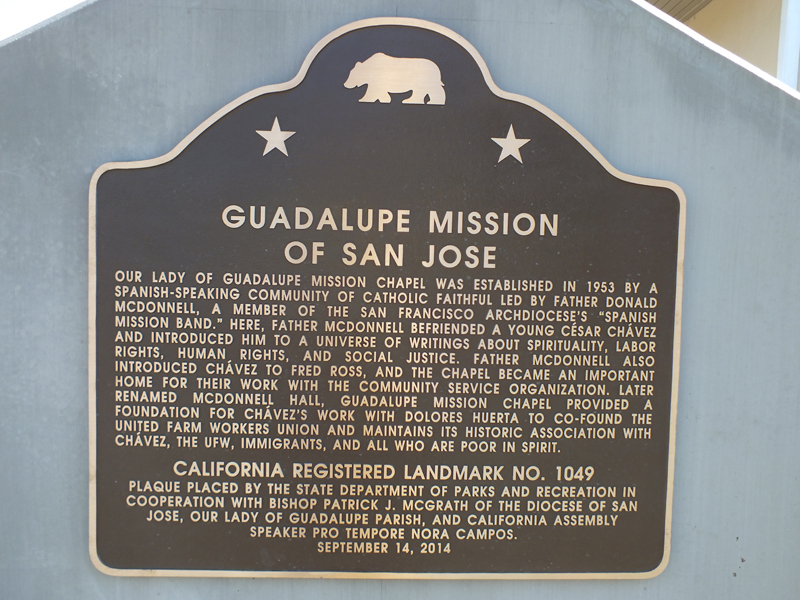 GUADALUPE MISSION
OF SAN JOSE
OUR LADY OF GUADALUPE MISSION CHAPEL WAS ESTABLISHED IN 1953 BY A
SPANISH-SPEAKING COMMUNITY OF CATHOLIC FAITHFUL LED BY FATHER DONALD
MCDONNELL, A MEMBER OF THE SAN FRANCISCO ARCHDIOCESE'S "SPANISH
MISSION BAND." HERE, FATHER MCDONNELL BEFRIENDED A YOUNG CÉSAR CHÁVEZ
AND INTRODUCED HIM TO A UNIVERSE OF WRITINGS ABOUT SPIRITUALITY, LABOR
RIGHTS, HUMAN RIGHTS, AND SOCIAL JUSTICE. FATHER MCDONNELL ALSO
INTRODUCED CHÁVEZ TO FRED ROSS, AND THE CHAPEL BECAME AN IMPORTANT
HOME FOR THEIR WORK WITH THE COMMUNITY SERVICE ORGANIZATION. LATER
RENAMED MCDONNELL HALL, GUADALUPE MISSION CHAPEL PROVIDED A
FOUNDATION FOR CHÁVEZ'S WORK WITH DOLORES HUERTA TO CO-FOUND THE
UNITED FARM WORKERS UNION AND MAINTAINS ITS HISTORIC ASSOCIATION WITH
CHÁVEZ, THE UFW, IMMIGRANTS, AND ALL WHO ARE POOR IN SPIRIT.
CALIFORNIA REGISTERED LANDMARK NO. 1049
PLAQUE PLACED BY THE STATE DEPARTMENT OF PARKS AND RECREATION IN
COOPERATION WITH BISHOP PATRICK J. MCGRATH OF THE DIOCESE OF SAN
JOSE, OUR LADY OF GUADALUPE PARISH, AND CALIFORNIA ASSEMBLY
SPEAKER PRO TEMPORE NORA CAMPOS.
SEPTEMBER 14, 2014